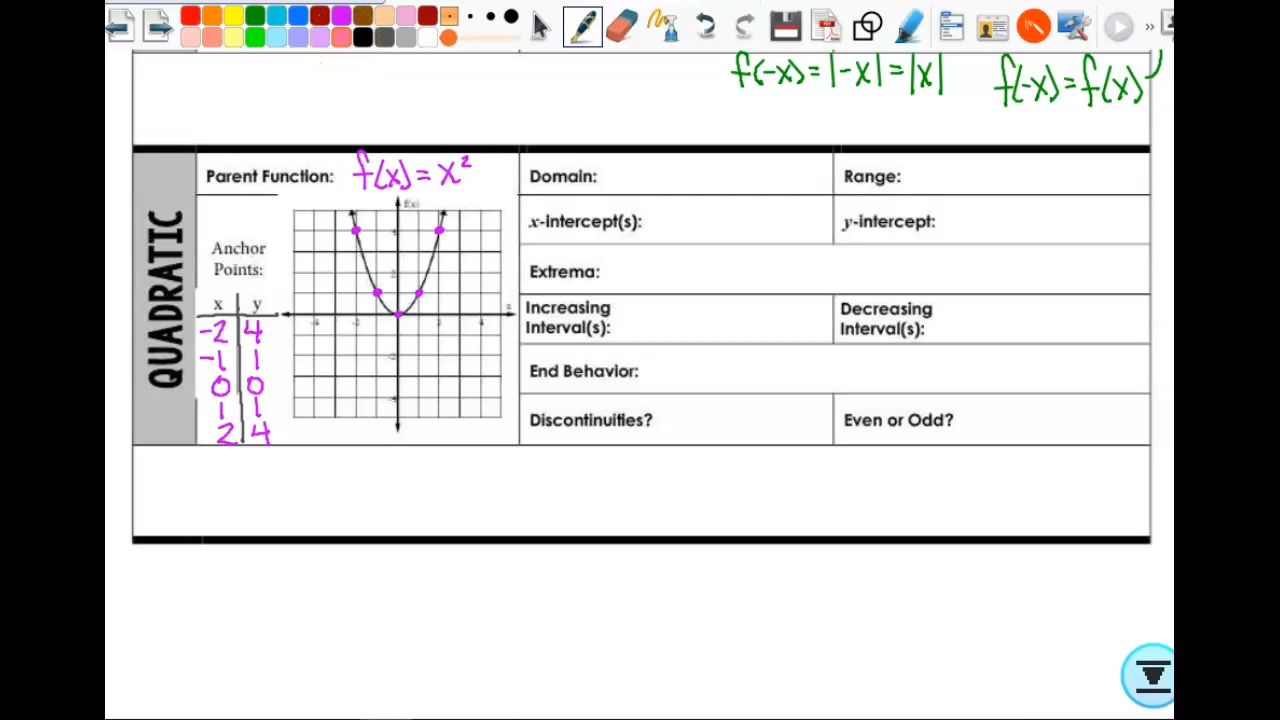 f(-x) = |-x| = |x|
f(-x) = f(x)
QUADRATIC
Parent Function: f(x) = x²
Domain:
Range:
x-intercept(s):
y-intercept:
Anchor
Points:
Extrema:
x y
-2 4
-1 1
0 0
1 1
2 4
Increasing
Interval(s):
Decreasing
Interval(s):
End Behavior:
Discontinuities?
Even or Odd?
f(x)